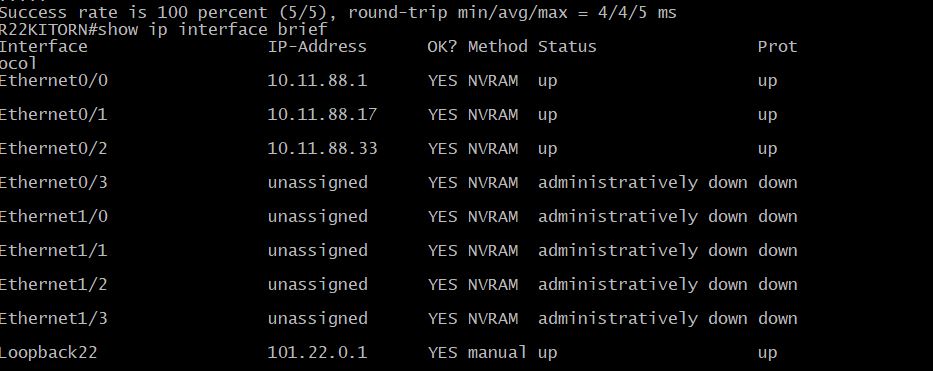 !!!!!
Success rate is 100 percent (5/5), round-trip min/avg/max = 4/4/5 ms
R22KITORN#show ip interface brief
Interface                  IP-Address      OK? Method Status                Prot
ocol
Ethernet0/0                10.11.88.1      YES NVRAM  up                    up
Ethernet0/1                10.11.88.17     YES NVRAM  up                    up
Ethernet0/2                10.11.88.33     YES NVRAM  up                    up
Ethernet0/3                unassigned      YES NVRAM  administratively down down
Ethernet1/0                unassigned      YES NVRAM  administratively down down
Ethernet1/1                unassigned      YES NVRAM  administratively down down
Ethernet1/2                unassigned      YES NVRAM  administratively down down
Ethernet1/3                unassigned      YES NVRAM  administratively down down
Loopback22                 101.22.0.1      YES manual up                    up